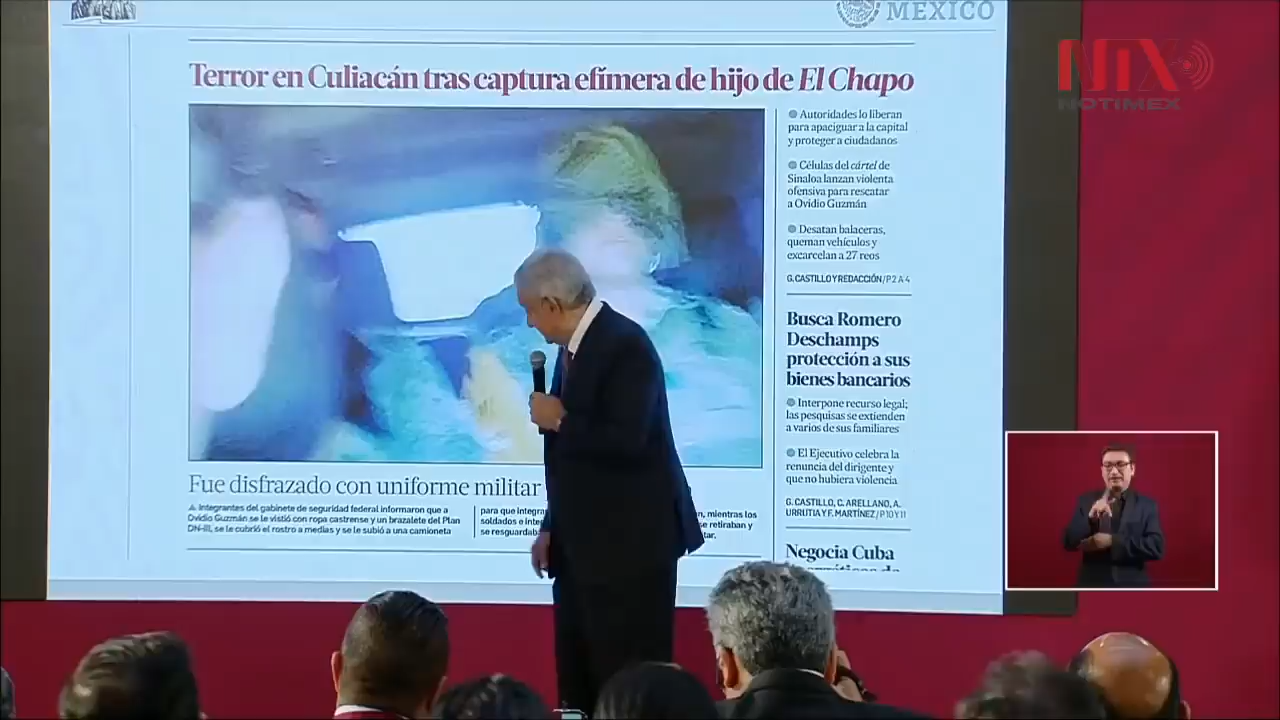 MÉXICO
NTX
NOTIMEX
Terror en Culiacán tras captura efímera de hijo de El Chapo
Autoridades lo liberan
para apaciguar a la capital
y proteger a ciudadanos
Células del cártel de
Sinaloa lanzan violenta
ofensiva para rescatar
a Ovidio Guzmán
Desatan balaceras,
queman vehículos y
excarcelan a 27 reos
G. CASTILLO Y REDACCIÓN/P 2 A 4
Busca Romero
Deschamps
protección a sus
bienes bancarios
Interpone recurso legal;
las pesquisas se extienden
a varios de sus familiares
El Ejecutivo celebra la
renuncia del dirigente y
que no hubiera violencia
G. CASTILLO, C. ARELLANO, A.
URRUTIA Y F. MARTÍNEZ/P 10 Y 11
Negocia Cuba
Fue disfrazado con uniforme militar
Integrantes del gabinete de seguridad federal informaron que a
Ovidio Guzmán se le vistió con ropa castrense y un brazalete del Plan
DN-III, se le cubrió el rostro a medias y se le subió a una camioneta
para que
soldados e
se
mientras los
se retiraban y